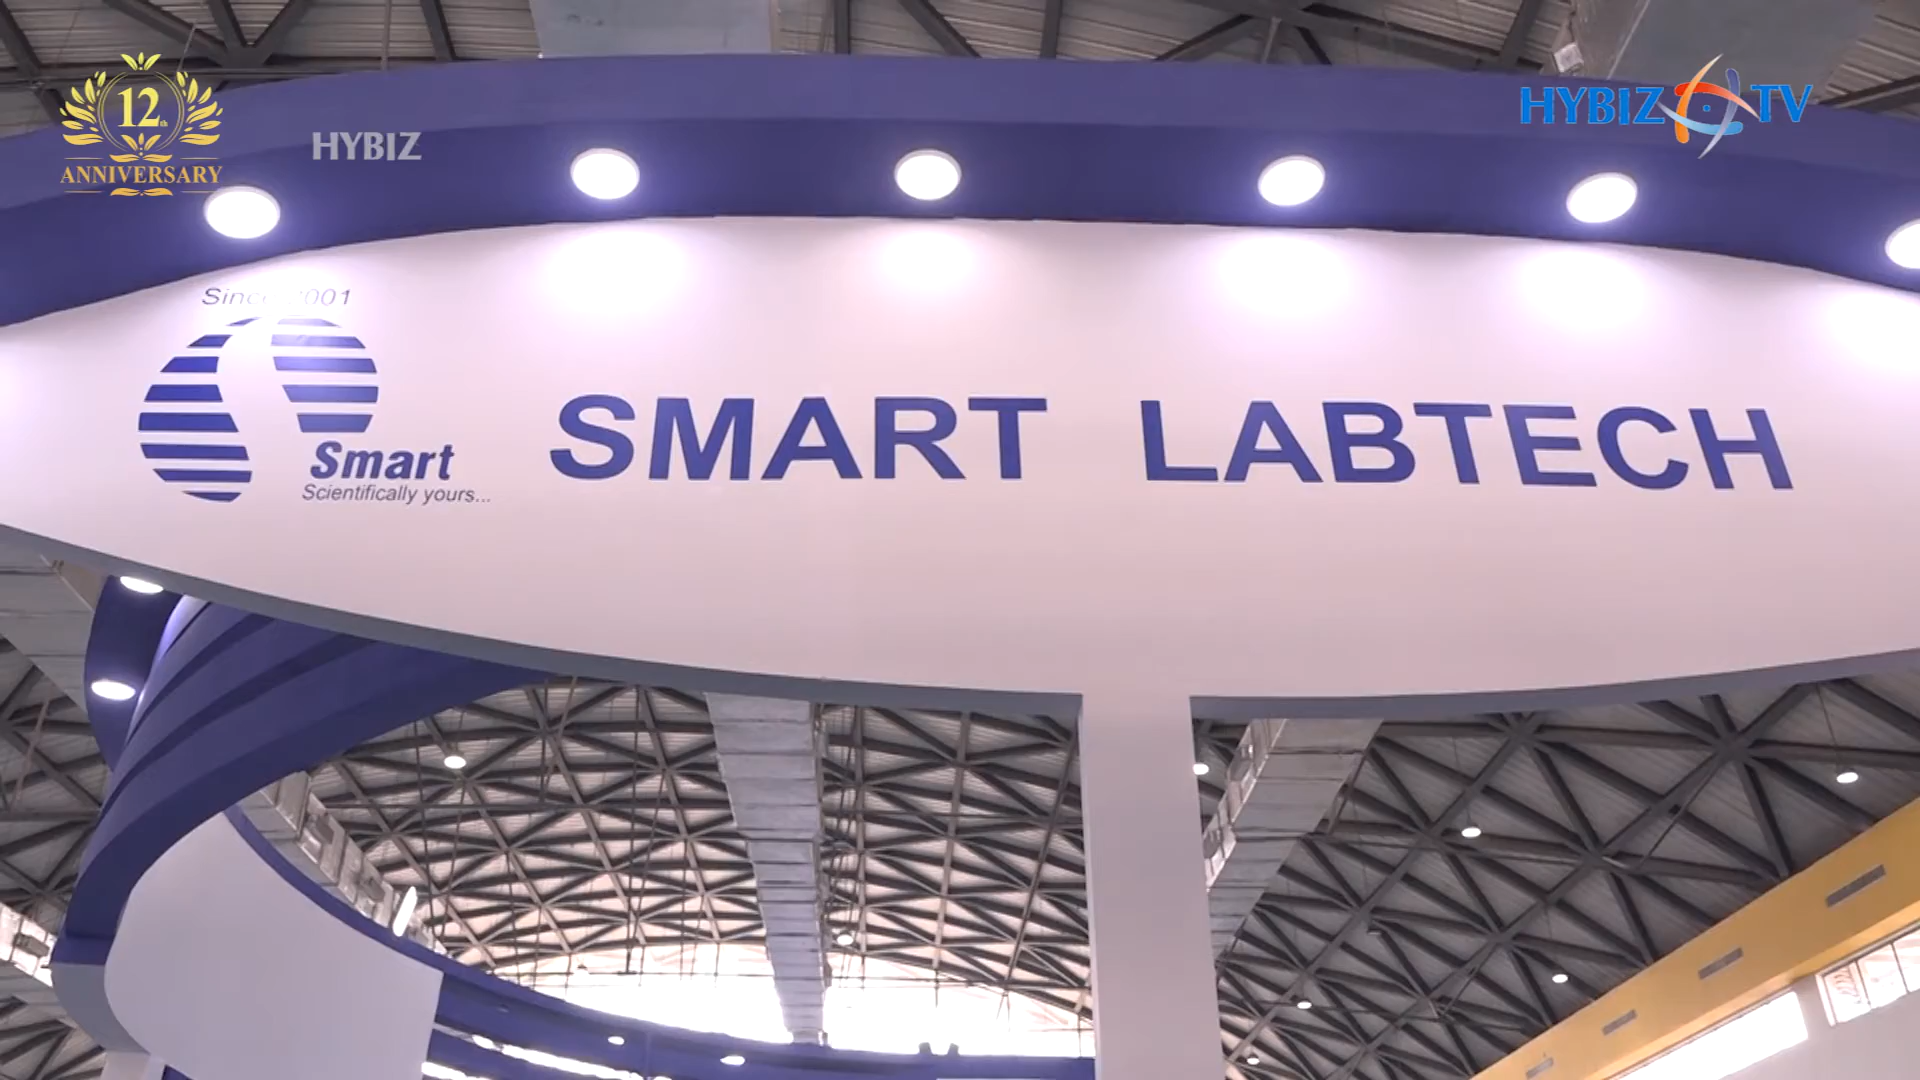 12th
ANNIVERSARY
HYBIZ
HYBIZ TV
Since 2001
Smart
Scientifically yours...
SMART LABTECH